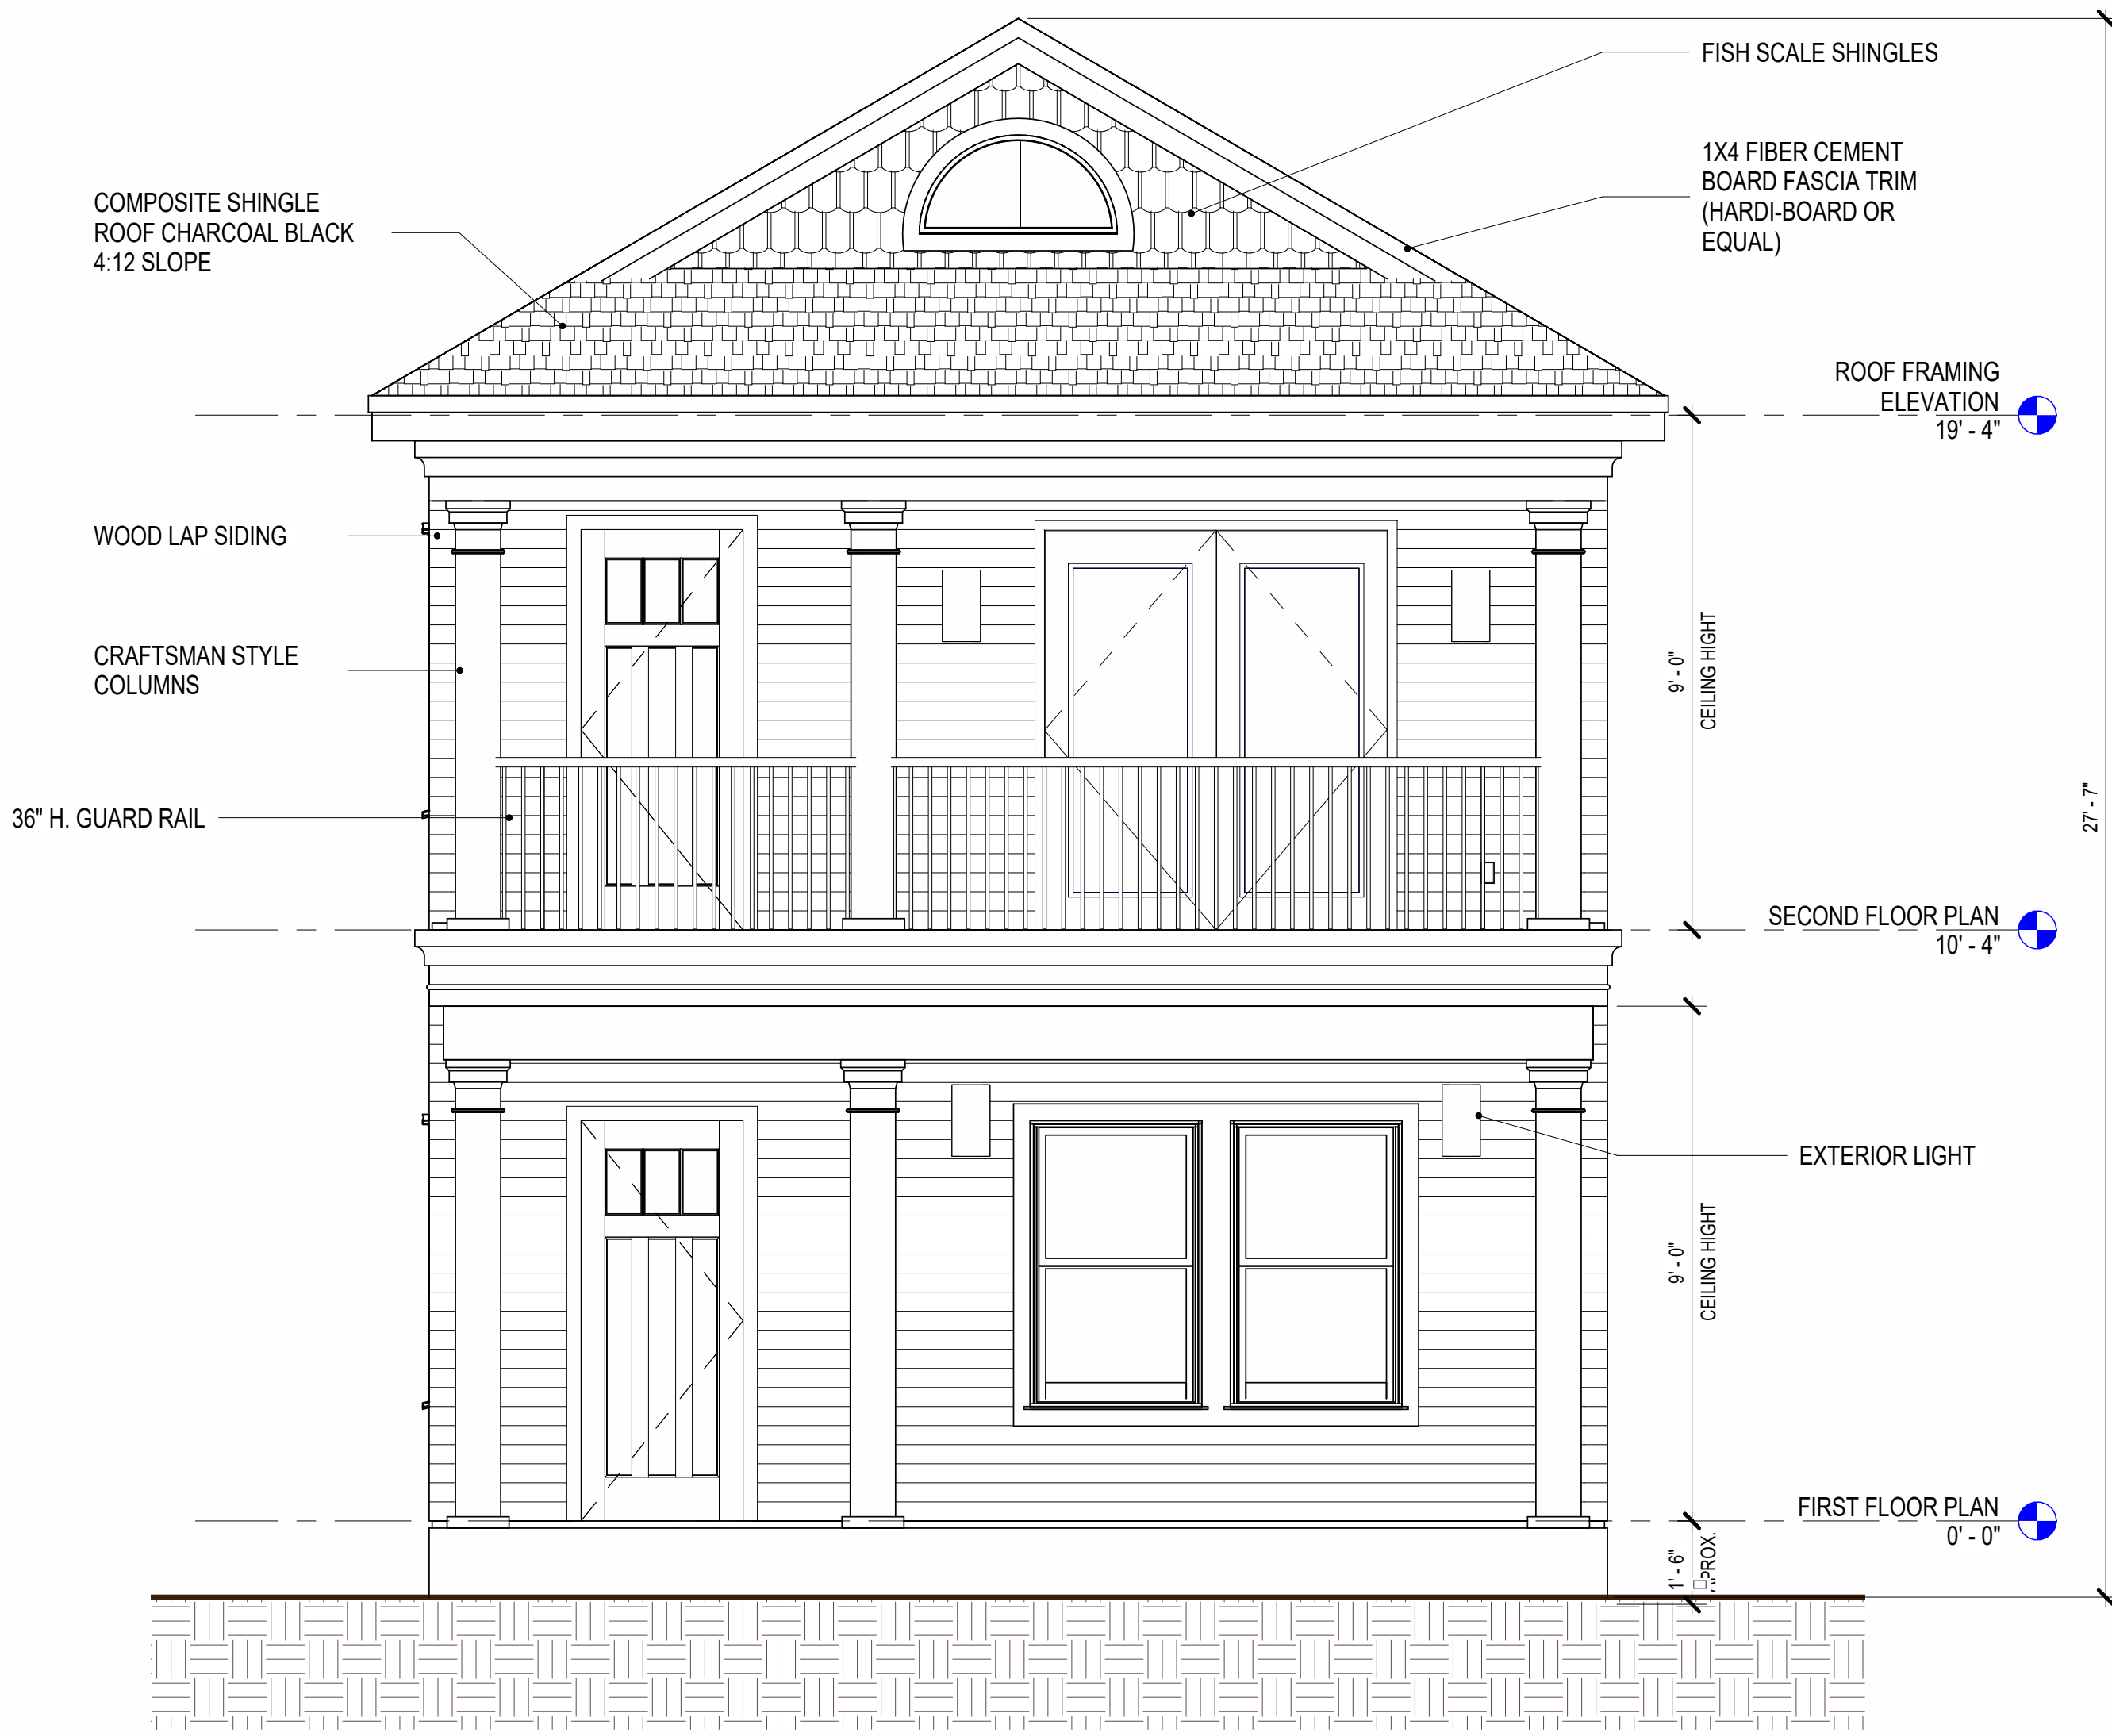 FISH SCALE SHINGLES
1X4 FIBER CEMENT
BOARD FASCIA TRIM
(HARDI-BOARD OR
EQUAL)
COMPOSITE SHINGLE
ROOF CHARCOAL BLACK
4:12 SLOPE
ROOF FRAMING
ELEVATION
19' - 4"
WOOD LAP SIDING
CRAFTSMAN STYLE
COLUMNS
9' - 0"
CEILING HIGHT
27' - 7"
36" H. GUARD RAIL
SECOND FLOOR PLAN
10' - 4"
EXTERIOR LIGHT
9' - 0"
CEILING HIGHT
FIRST FLOOR PLAN
0' - 0"
1' - 6"